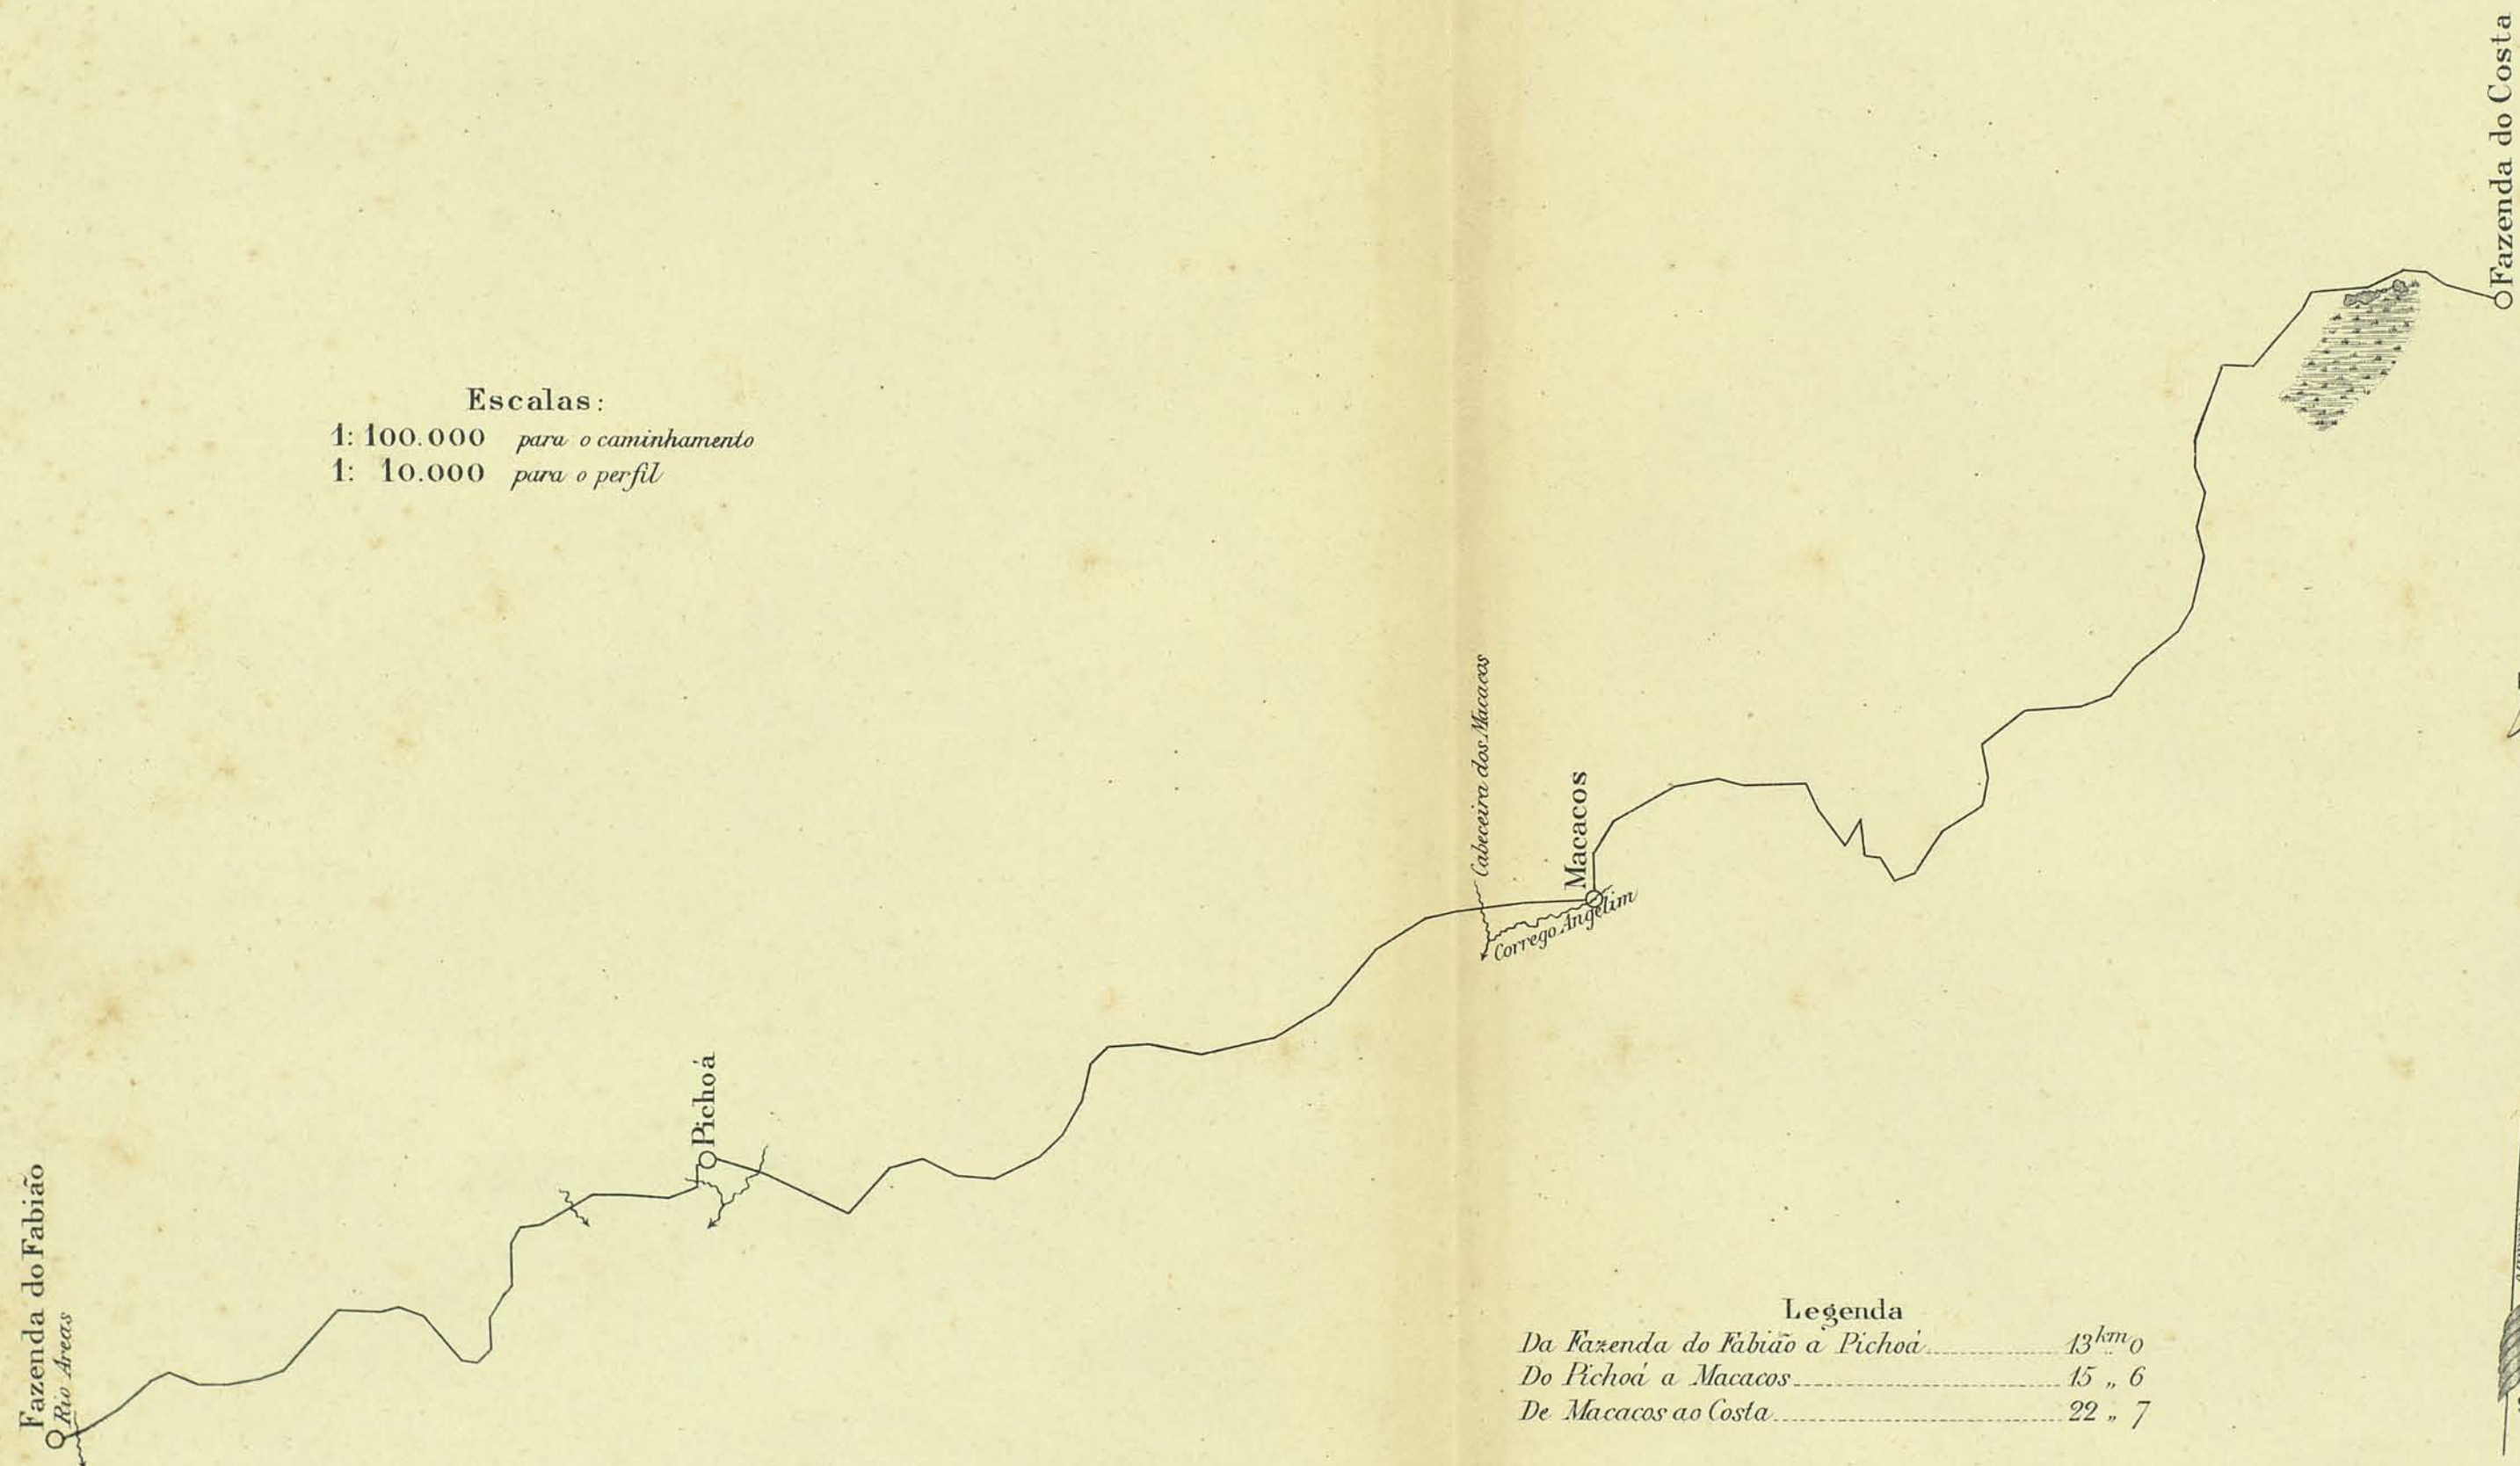 Fazenda do Costa
Escalas:
1: 100.000 para o caminhamento
1: 10.000 para o perfil
Cabeceira dos Macacos
Macacos
Corrego Angelim
Pichoá
Fazenda do Fabião
Rio Areas
Legenda
Da Fazenda do Fabião a Pichoá 13km0
Do Pichoá a Macacos 15 „ 6
De Macacos ao Costa 22 „ 7